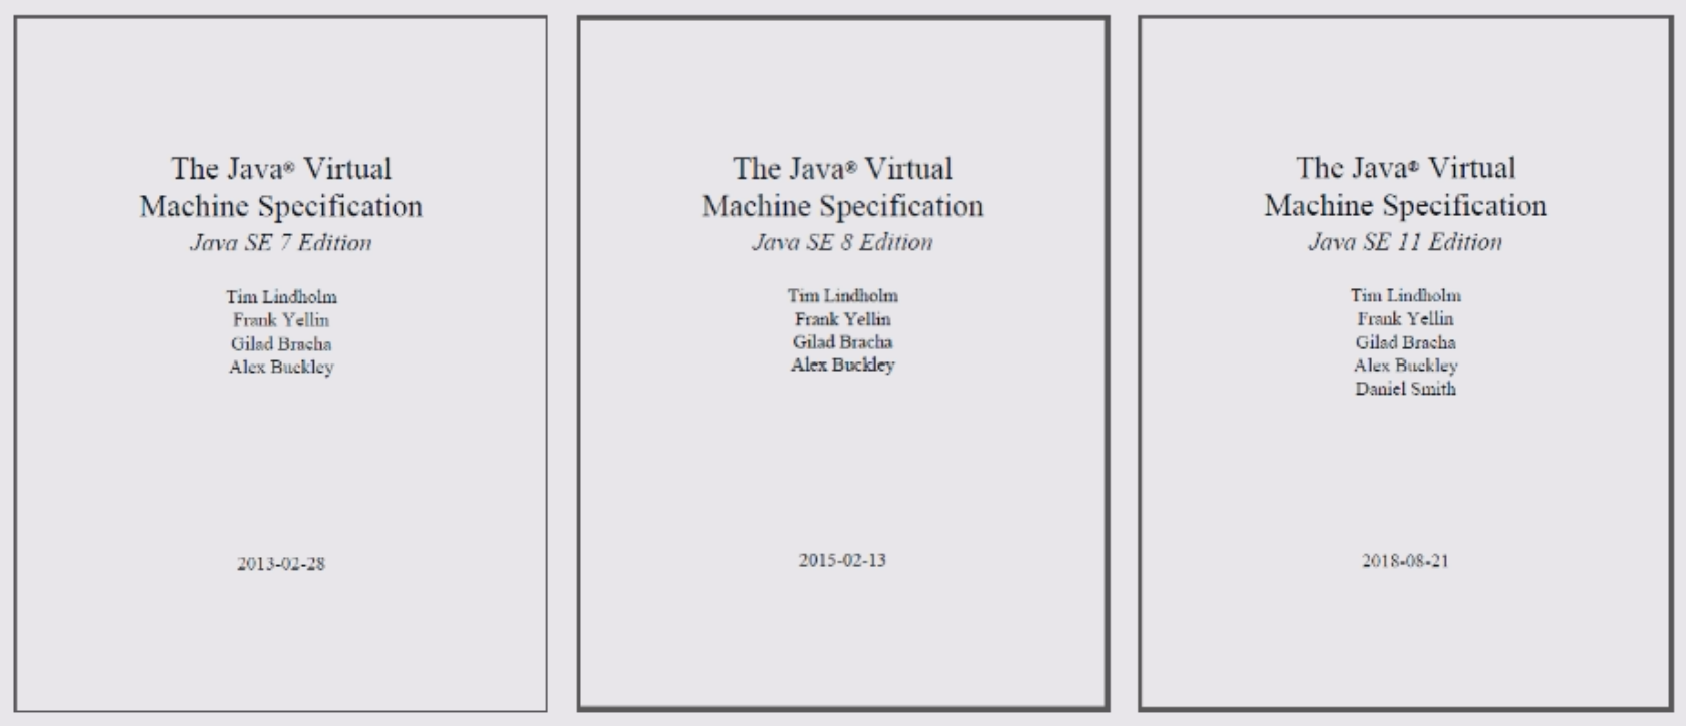 The Java® Virtual
Machine Specification
Java SE 7 Edition
Tim Lindholm
Frank Yellin
Gilad Bracha
Alex Buckley
2013-02-28
The Java® Virtual
Machine Specification
Java SE 8 Edition
Tim Lindholm
Frank Yellin
Gilad Bracha
Alex Buckley
2015-02-13
The Java® Virtual
Machine Specification
Java SE 11 Edition
Tim Lindholm
Frank Yellin
Gilad Bracha
Alex Buckley
Daniel Smith
2018-08-21